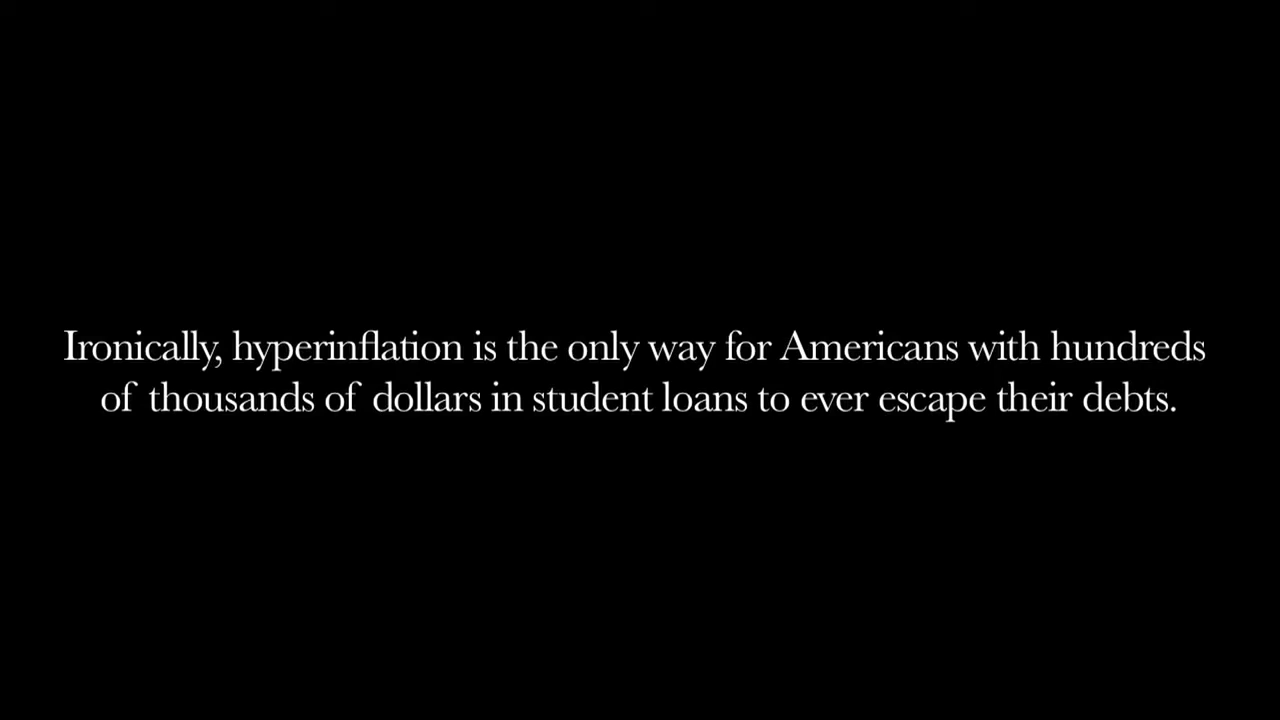 Ironically, hyperinflation is the only way for Americans with hundreds
of thousands of dollars in student loans to ever escape their debts.